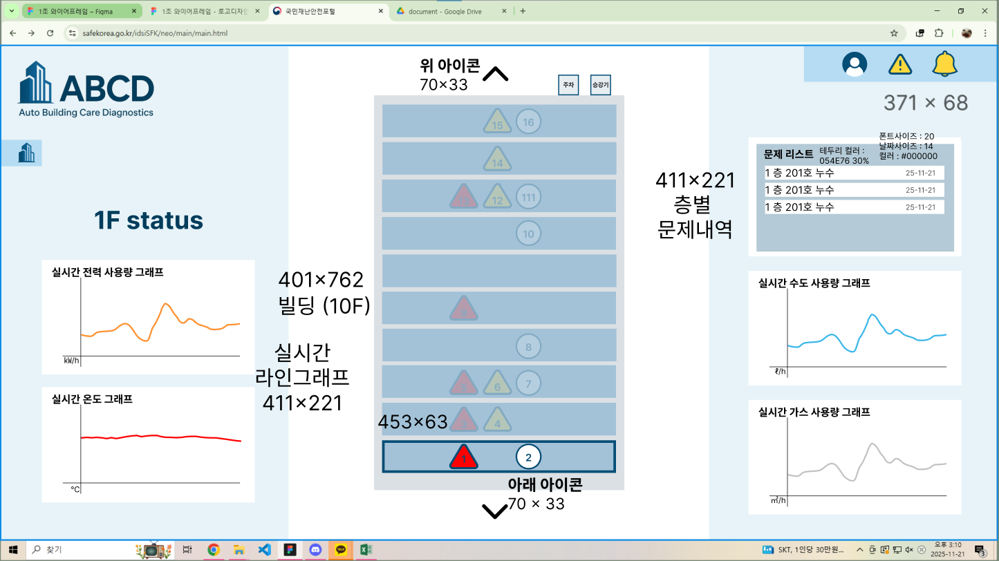 1조 와이어프레임 – Figma
1조 와이어프레임 - 로고디자인
국민재난안전포털
document - Google Drive
safekorea.go.kr/idsiSFK/neo/main/main.html
ABCD
Auto Building Care Diagnostics
위 아이콘
70×33
주차
승강기
371 × 68
15
16
14
13
12
111
10
8
7
6
4
1
2
1F status
실시간 전력 사용량 그래프
kW/h
실시간 온도 그래프
℃
401×762
빌딩 (10F)
실시간
라인그래프
411×221
453×63
아래 아이콘
70 × 33
411×221
층별
문제내역
폰트사이즈 : 20
날짜사이즈 : 14
컬러 : #000000
문제 리스트
테두리 컬러 :
054E76 30%
1 층 201호 누수
25-11-21
1 층 201호 누수
25-11-21
1 층 201호 누수
25-11-21
실시간 수도 사용량 그래프
ℓ/h
실시간 가스 사용량 그래프
㎥/h
찾기
TALK
SKT, 1인당 30만원...
오후 3:10
2025-11-21
3